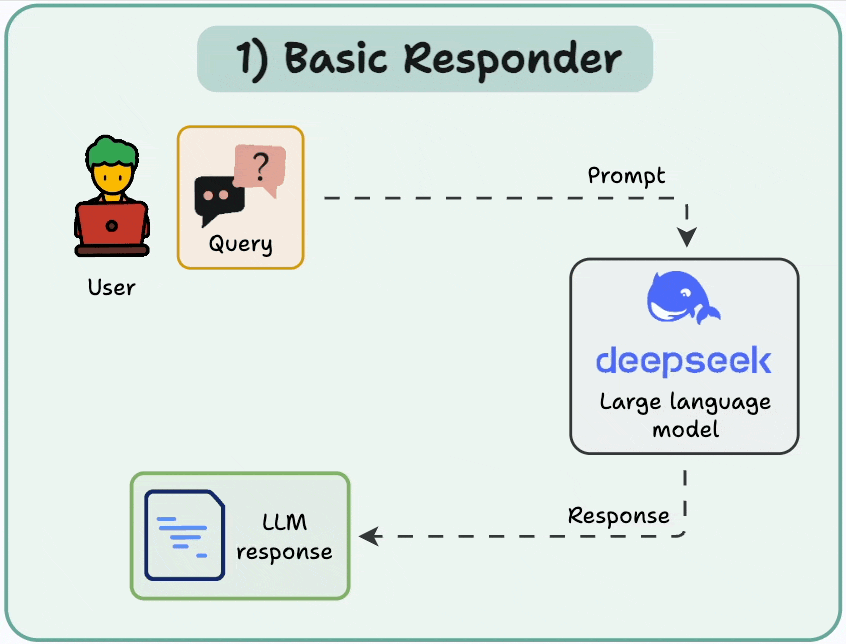 1) Basic Responder
Prompt
?
Query
User
deepseek
Large language
model
Response
LLM
response